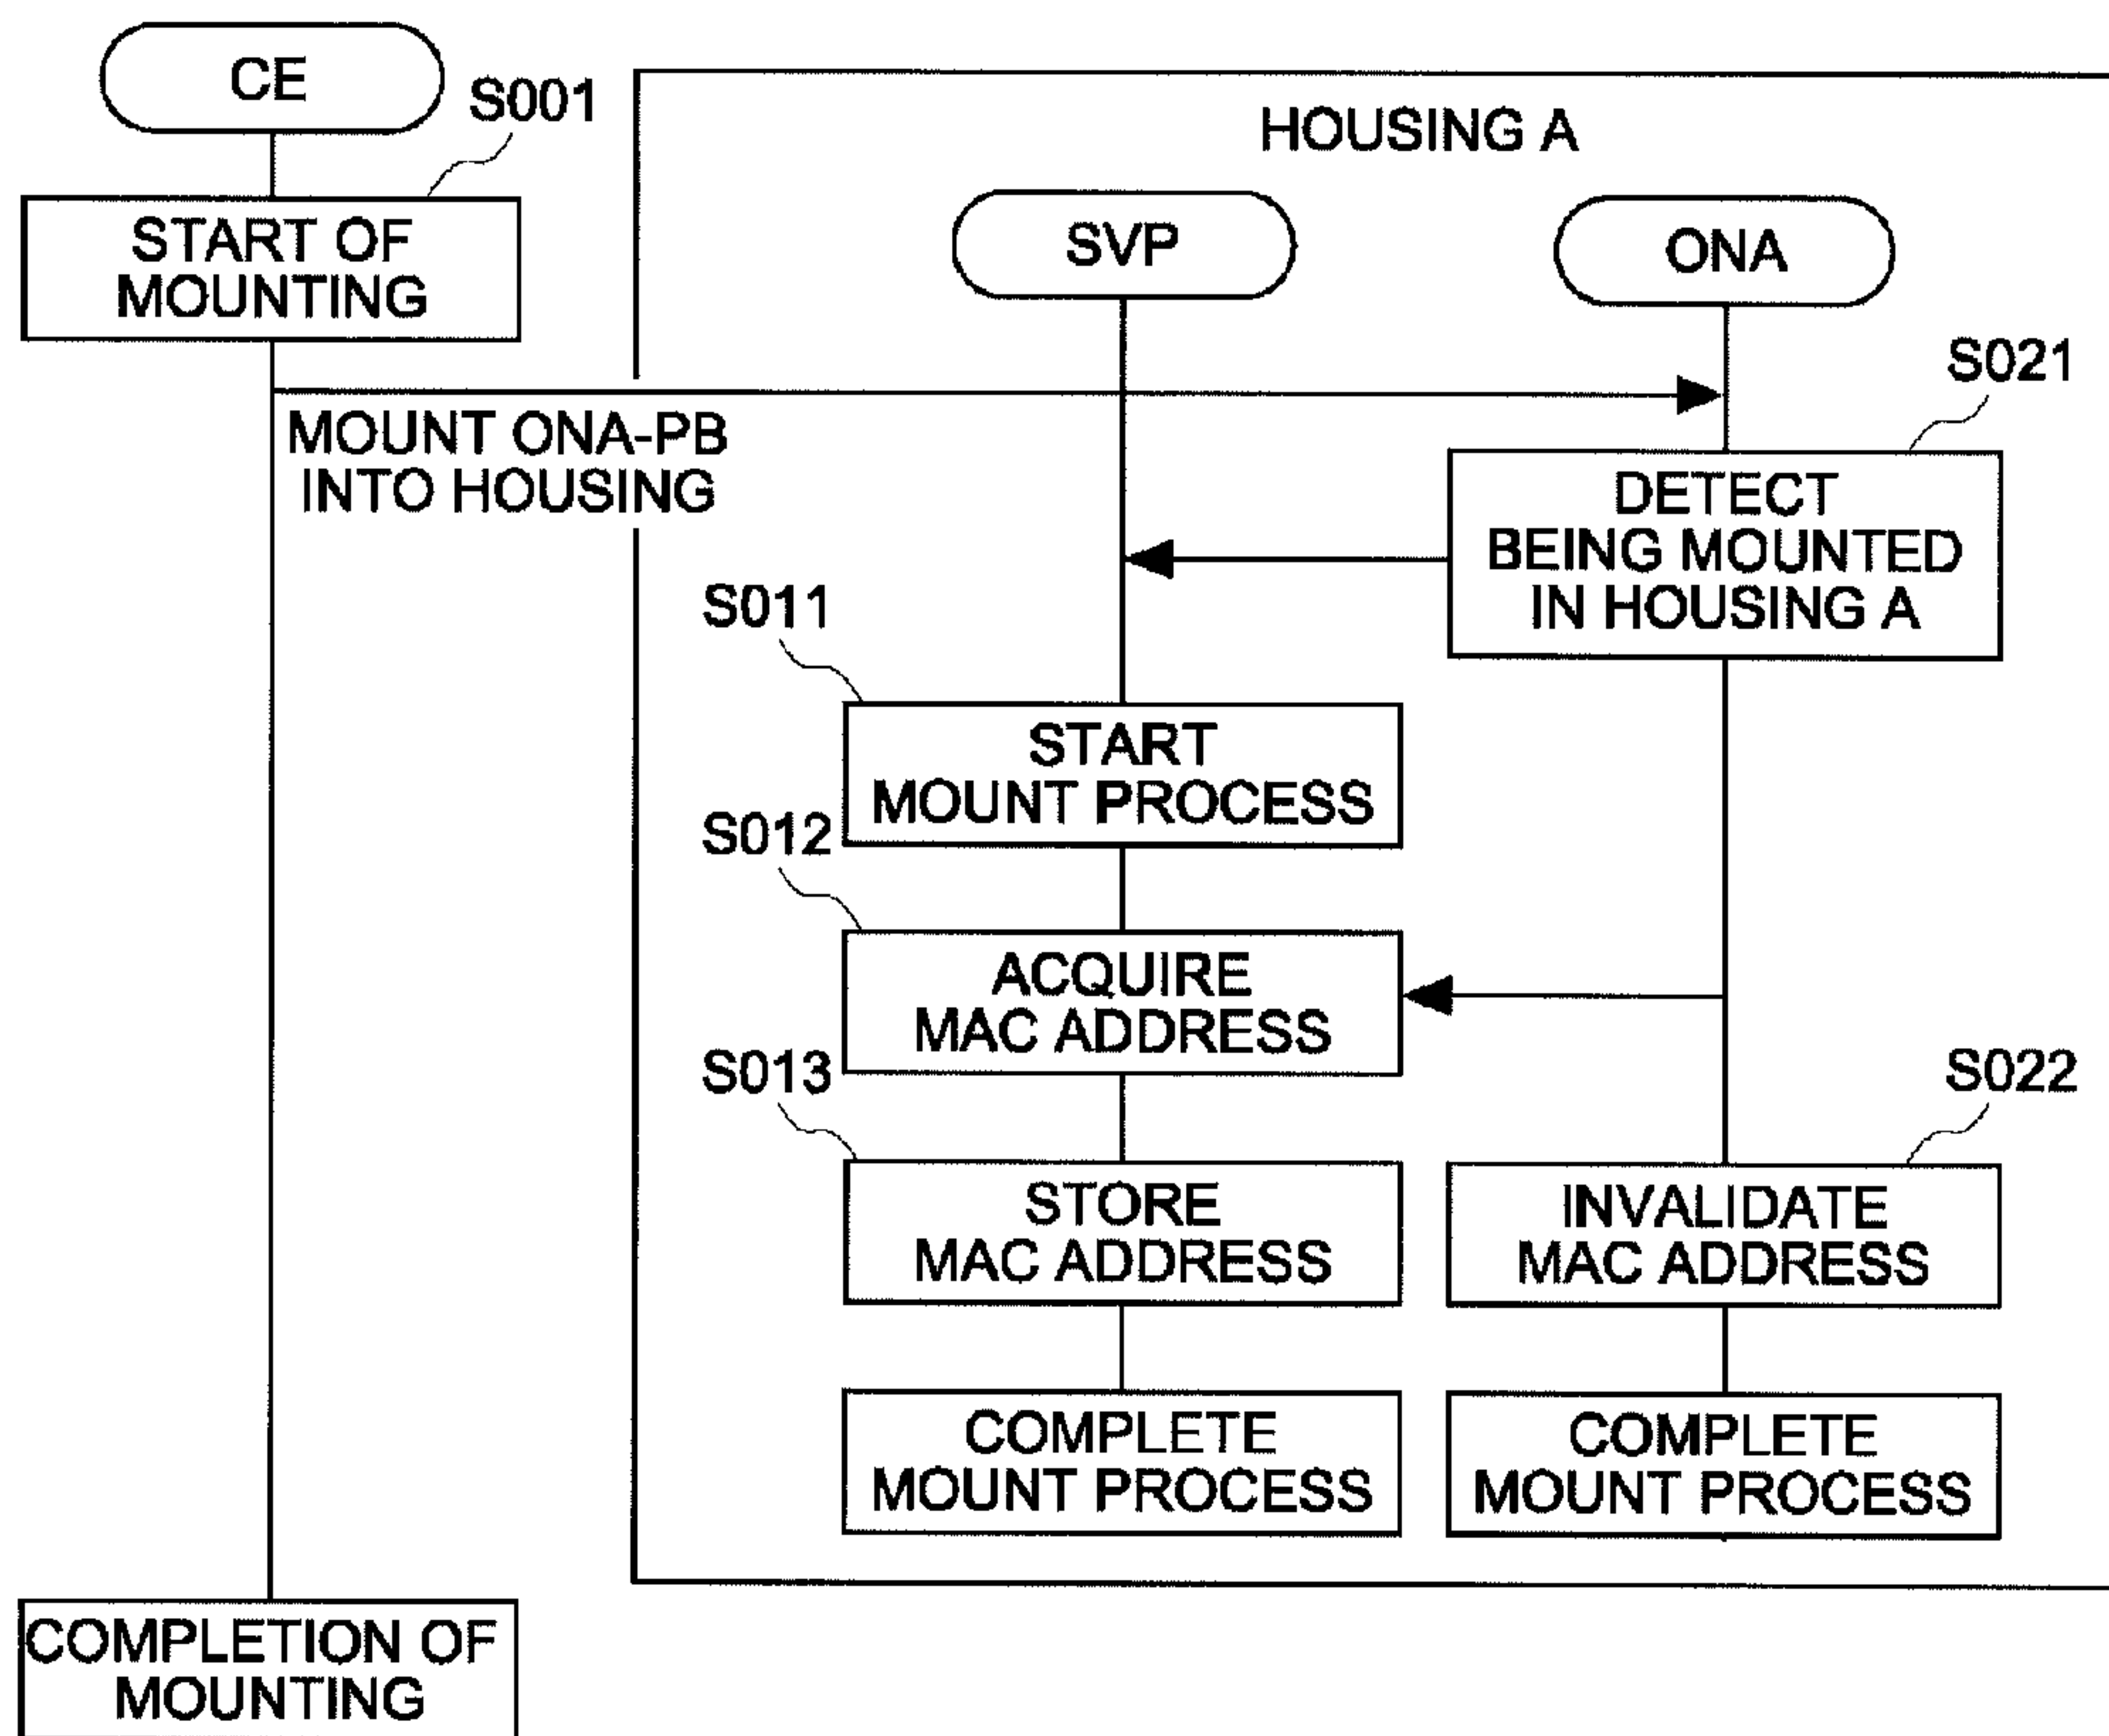 CE
S001
HOUSING A
START OF
MOUNTING
SVP
ONA
S021
MOUNT ONA-PB
INTO HOUSING
DETECT
BEING MOUNTED
IN HOUSING A
S011
START
MOUNT PROCESS
S012
ACQUIRE
MAC ADDRESS
S013
S022
STORE
MAC ADDRESS
INVALIDATE
MAC ADDRESS
COMPLETE
MOUNT PROCESS
COMPLETE
MOUNT PROCESS
COMPLETION OF
MOUNTING